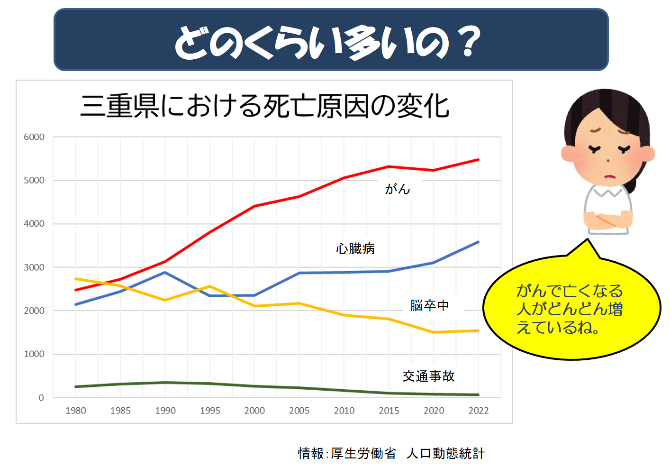 どのくらい多いの？
三重県における死亡原因の変化
6000
5000
4000
3000
2000
1000
0
がん
心臓病
脳卒中
交通事故
1980 1985 1990 1995 2000 2005 2010 2015 2020 2022
がんで亡くなる
人がどんどん増
えているね。
情報：厚生労働省　人口動態統計